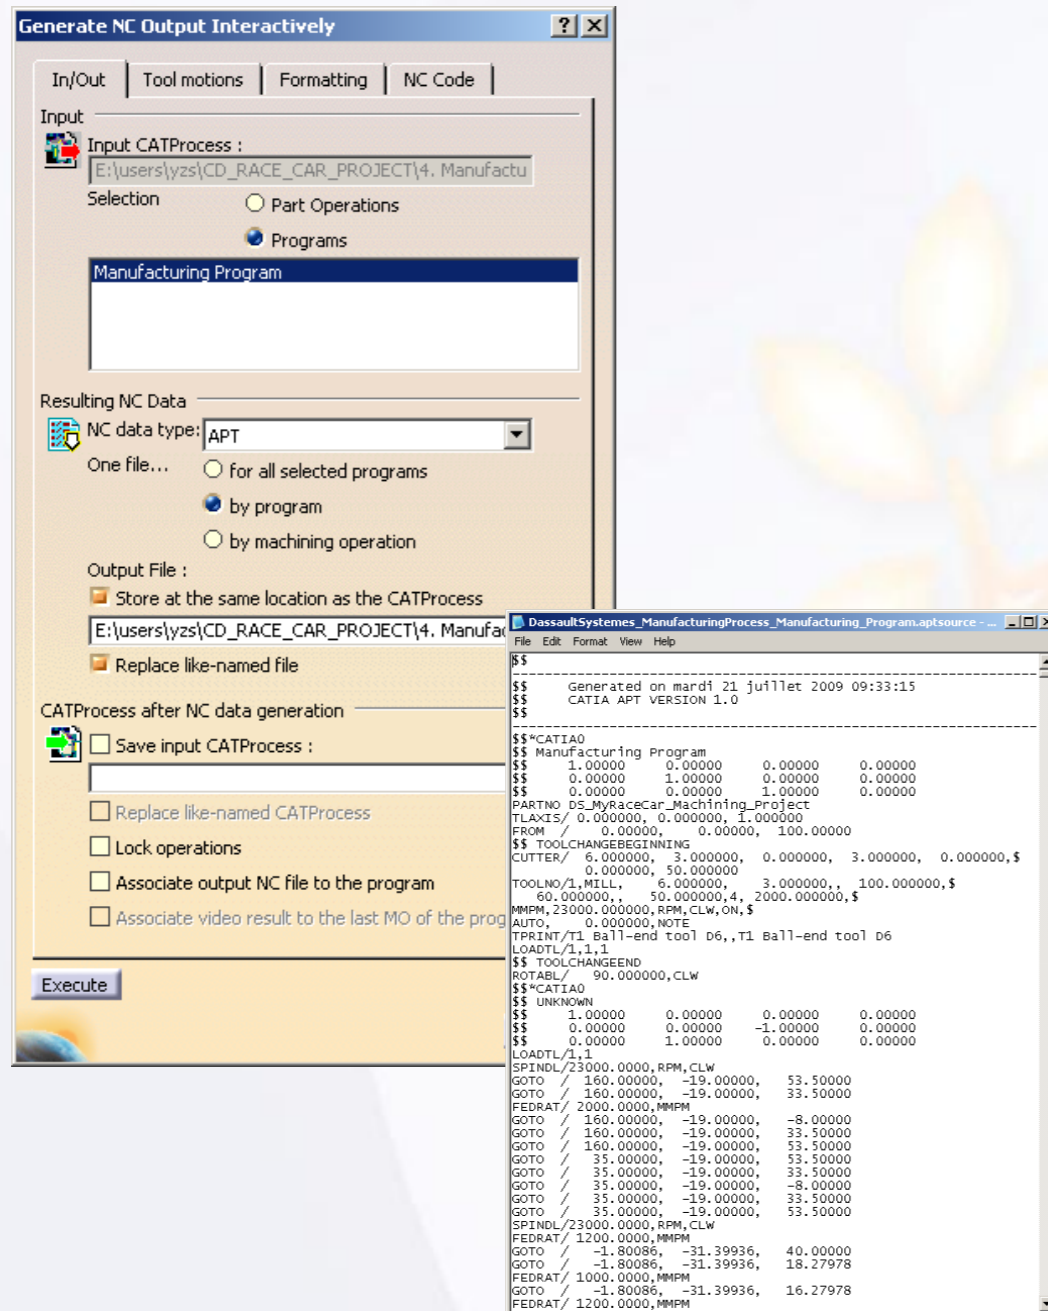 Generate NC Output Interactively
In/Out Tool motions Formatting NC Code
Input
Input CATProcess :
E:\users\yzs\CD_RACE_CAR_PROJECT\4. Manufactu
Selection Part Operations
Programs
Manufacturing Program
Resulting NC Data
NC data type: APT
One file... for all selected programs
by program
by machining operation
Output File :
Store at the same location as the CATProcess
E:\users\yzs\CD_RACE_CAR_PROJECT\4. Manufac
Replace like-named file
CATProcess after NC data generation
Save input CATProcess :
Replace like-named CATProcess
Lock operations
Associate output NC file to the program
Associate video result to the last MO of the prog
Execute
DassaultSystemes_ManufacturingProcess_Manufacturing_Program.aptsource - ...
File Edit Format View Help
$$
--------------------------------------------------------------------------------
$$ Generated on mardi 21 juillet 2009 09:33:15
$$ CATIA APT VERSION 1.0
$$
--------------------------------------------------------------------------------
$$*CATIA0
$$ Manufacturing Program
$$ 1.00000 0.00000 0.00000 0.00000
$$ 0.00000 1.00000 0.00000 0.00000
$$ 0.00000 0.00000 1.00000 0.00000
PARTNO DS_MyRaceCar_Machining_Project
TLAXIS/ 0.000000, 0.000000, 1.000000
FROM / 0.00000, 0.00000, 100.00000
$$ TOOLCHANGEBEGINNING
CUTTER/ 6.000000, 3.000000, 0.000000, 3.000000, 0.000000,$
0.000000, 50.000000
TOOLNO/1,MILL, 6.000000, 3.000000,, 100.000000,$
60.000000,, 50.000000,4, 2000.000000,$
MMPM,23000.000000,RPM,CLW,ON,$
AUTO, 0.000000,NOTE
TPRINT/T1 Ball-end tool D6,,T1 Ball-end tool D6
LOADTL/1,1,1
$$ TOOLCHANGEEND
ROTABL/ 90.000000,CLW
$$*CATIA0
$$ UNKNOWN
$$ 1.00000 0.00000 0.00000 0.00000
$$ 0.00000 0.00000 -1.00000 0.00000
$$ 0.00000 1.00000 0.00000 0.00000
LOADTL/1,1
SPINDL/23000.0000,RPM,CLW
GOTO / 160.00000, -19.00000, 53.50000
GOTO / 160.00000, -19.00000, 33.50000
FEDRAT/ 2000.0000,MMPM
GOTO / 160.00000, -19.00000, -8.00000
GOTO / 160.00000, -19.00000, 33.50000
GOTO / 160.00000, -19.00000, 53.50000
GOTO / 35.00000, -19.00000, 53.50000
GOTO / 35.00000, -19.00000, 33.50000
GOTO / 35.00000, -19.00000, -8.00000
GOTO / 35.00000, -19.00000, 33.50000
GOTO / 35.00000, -19.00000, 53.50000
SPINDL/23000.0000,RPM,CLW
FEDRAT/ 1200.0000,MMPM
GOTO / -1.80086, -31.39936, 40.00000
GOTO / -1.80086, -31.39936, 18.27978
FEDRAT/ 1000.0000,MMPM
GOTO / -1.80086, -31.39936, 16.27978
FEDRAT/ 1200.0000,MMPM